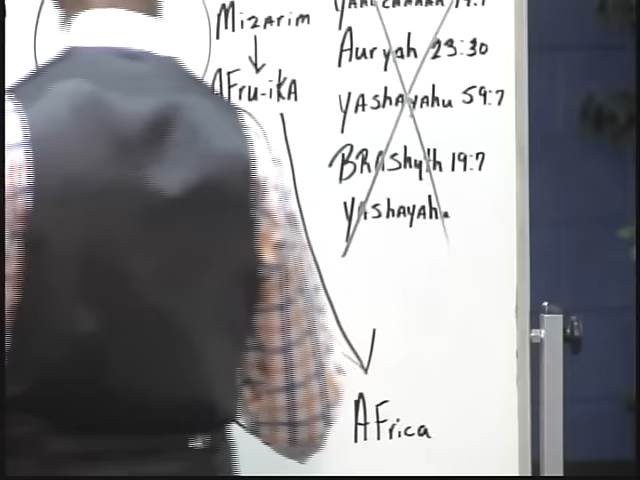 Mizarim
AFru-iKA
Auryah 23:30
YAshayahu 59:7
BRAshyth 19:7
YAshayah.
AFrica